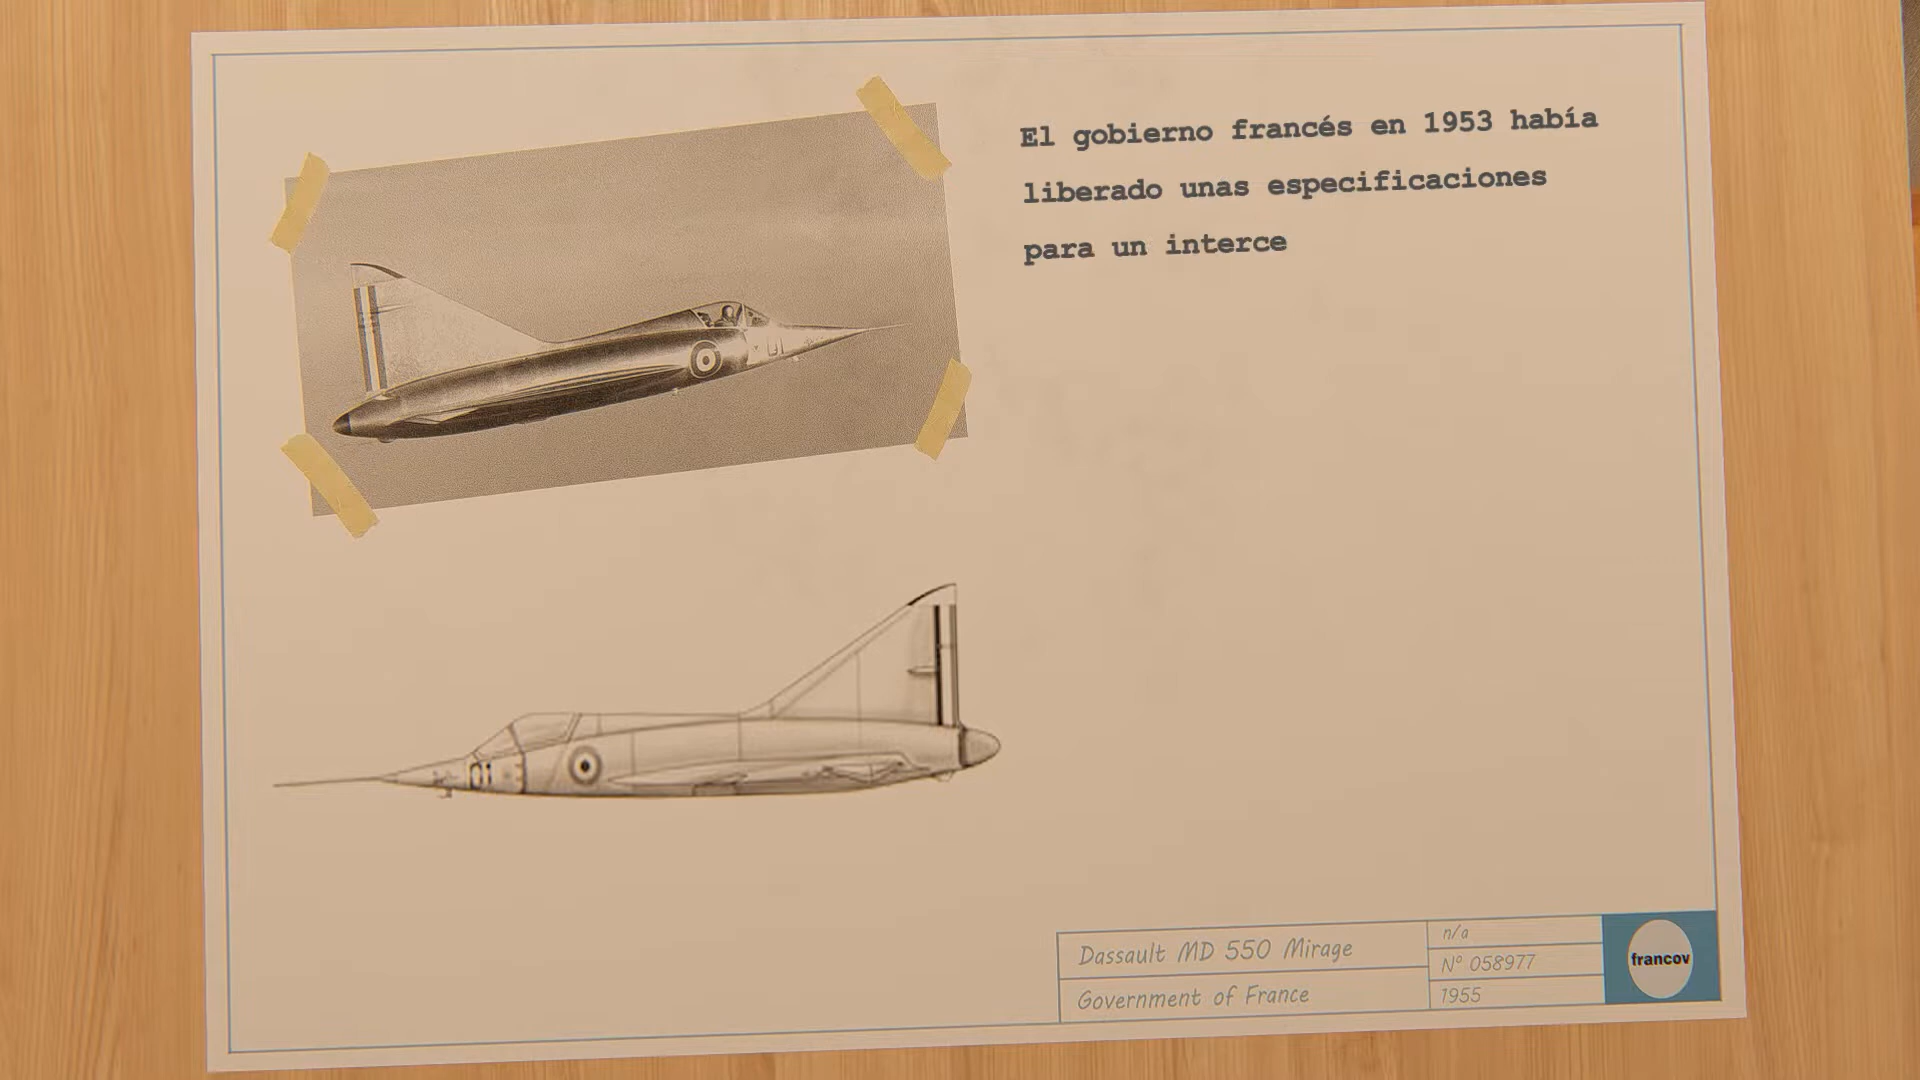 El gobierno francés en 1953 había
liberado unas especificaciones
para un interce
01
01
Dassault MD 550 Mirage
Government of France
n/a
Nº 058977
1955
francov